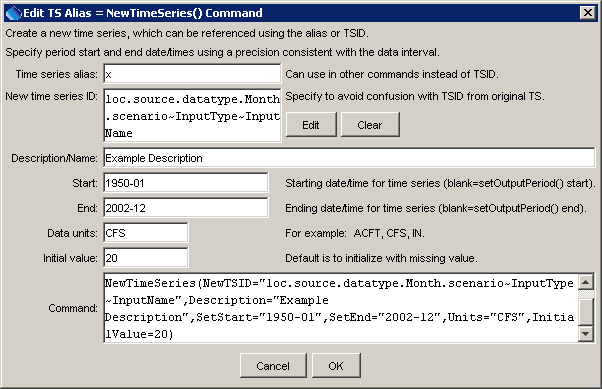 Edit TS Alias = NewTimeSeries() Command
Create a new time series, which can be referenced using the alias or TSID.
Specify period start and end date/times using a precision consistent with the data interval.
Time series alias: x Can use in other commands instead of TSID.
New time series ID: loc.source.datatype.Month Specify to avoid confusion with TSID from original TS.
.scenario~InputType~Input
Name
Edit Clear
Description/Name: Example Description
Start: 1950-01 Starting date/time for time series (blank=setOutputPeriod() start).
End: 2002-12 Ending date/time for time series (blank=setOutputPeriod() end).
Data units: CFS For example: ACFT, CFS, IN.
Initial value: 20 Default is to initialize with missing value.
Command: NewTimeSeries(NewTSID="loc.source.datatype.Month.scenario~InputType
~InputName",Description="Example
Description",SetStart="1950-01",SetEnd="2002-12",Units="CFS",Initia
lValue=20)
Cancel OK